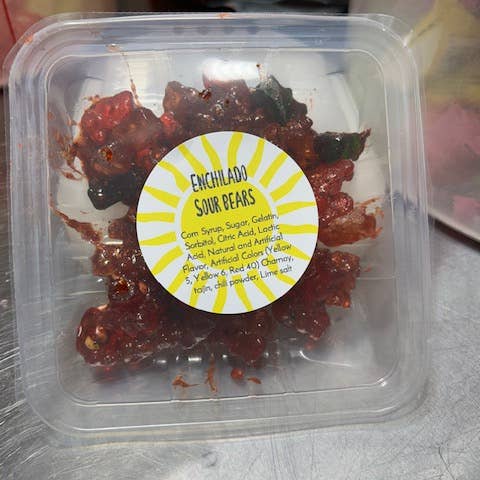 ENCHILADO
SOUR BEARS
Corn Syrup, Sugar, Gelatin,
Sorbitol, Citric Acid, Lactic
Acid, Natural and Artificial
Flavor, Artificial Colors (Yellow
5, Yellow 6, Red 40) Chamoy,
tajin, chili powder, Lime salt